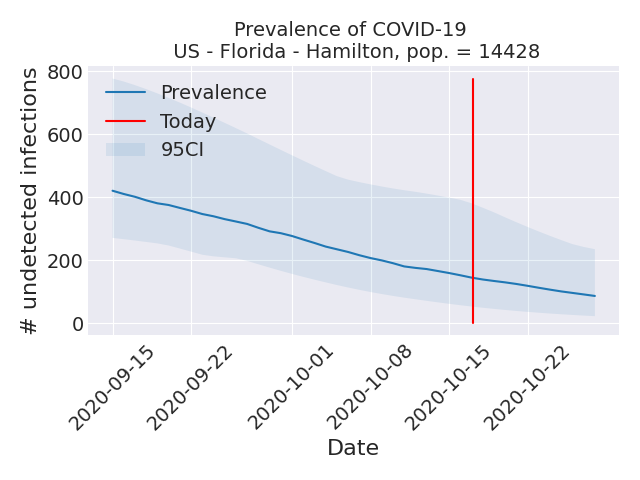 Prevalence of COVID-19
US - Florida - Hamilton, pop. = 14428
# undetected infections
800
600
400
200
0
Prevalence
Today
95CI
2020-09-15
2020-09-22
2020-10-01
2020-10-08
2020-10-15
2020-10-22
Date